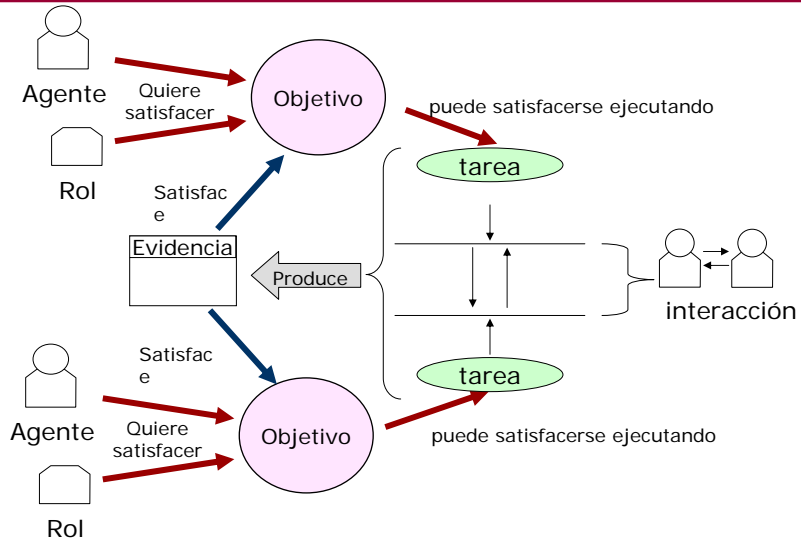 Agente
Quiere
satisfacer
Rol
Objetivo
puede satisfacerse ejecutando
tarea
Satisfac
e
Evidencia
Produce
interacción
Satisfac
e
tarea
Agente
Quiere
satisfacer
Rol
Objetivo
puede satisfacerse ejecutando